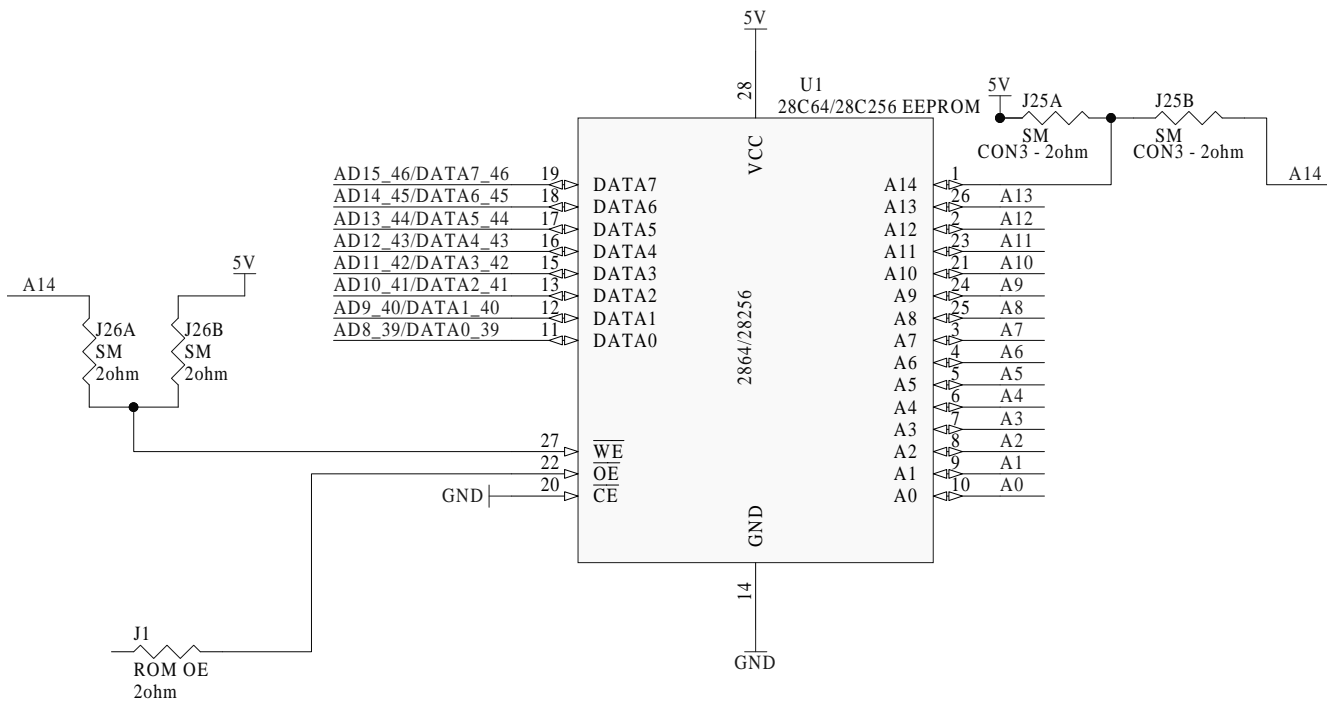 5V
U1
28C64/28C256 EEPROM
28
VCC
5V
J25A
SM
CON3 - 2ohm
J25B
SM
CON3 - 2ohm
A14
AD15_46/DATA7_46 19 DATA7
AD14_45/DATA6_45 18 DATA6
AD13_44/DATA5_44 17 DATA5
AD12_43/DATA4_43 16 DATA4
AD11_42/DATA3_42 15 DATA3
AD10_41/DATA2_41 13 DATA2
AD9_40/DATA1_40 12 DATA1
AD8_39/DATA0_39 11 DATA0
A14 1
A13 26 A13
A12 2 A12
A11 23 A11
A10 21 A10
A9 24 A9
A8 25 A8
A7 3 A7
A6 4 A6
A5 5 A5
A4 6 A4
A3 7 A3
A2 8 A2
A1 9 A1
A0 10 A0
2864/28256
A14
5V
J26A
SM
2ohm
J26B
SM
2ohm
27 WE
22 OE
GND 20 CE
GND
14
GND
J1
ROM OE
2ohm